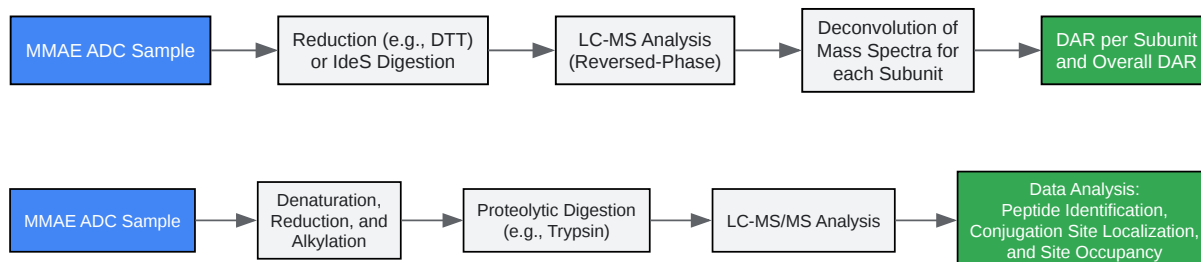 MMAE ADC Sample
Reduction (e.g., DTT)
or IdeS Digestion
LC-MS Analysis
(Reversed-Phase)
Deconvolution of
Mass Spectra for
each Subunit
DAR per Subunit
and Overall DAR
MMAE ADC Sample
Denaturation,
Reduction, and
Alkylation
Proteolytic Digestion
(e.g., Trypsin)
LC-MS/MS Analysis
Data Analysis:
Peptide Identification,
Conjugation Site Localization,
and Site Occupancy